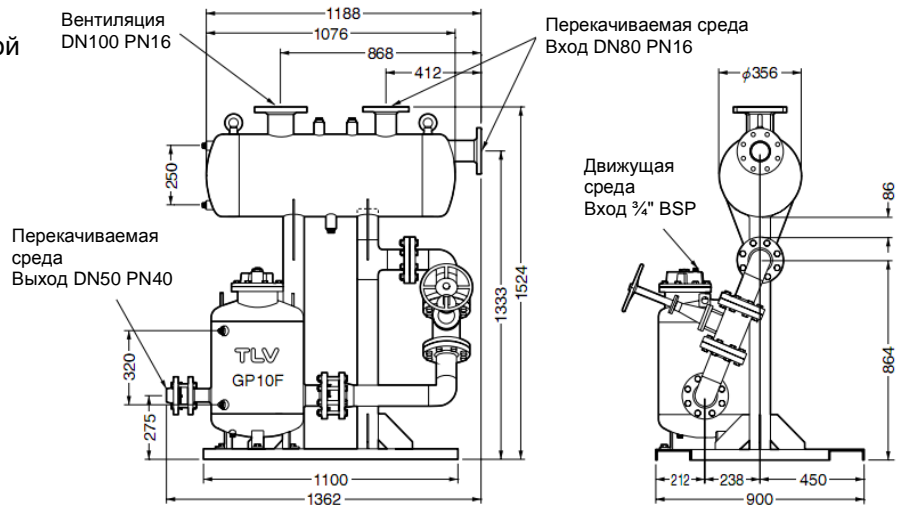 ой
Вентиляция
DN100 PN16
1188
1076
868
412
Перекачиваемая среда
Вход DN80 PN16
250
Перекачиваемая
среда
Выход DN50 PN40
TLV
GP10F
320
275
1333
1524
1100
1362
ϕ356
Движущая
среда
Вход ¾" BSP
86
864
212
238
450
900